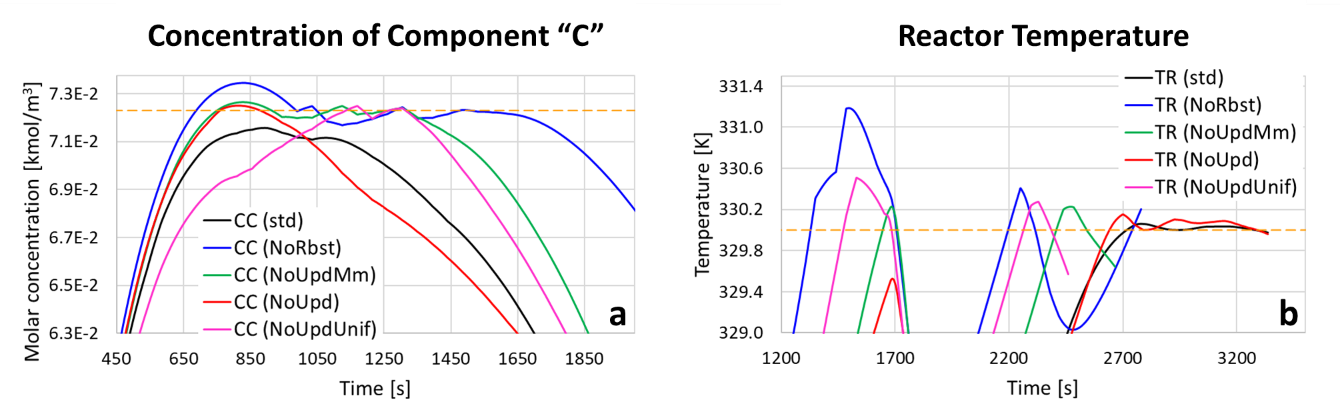 Concentration of Component “C”
Molar concentration [kmol/m³]
7.3E-2
7.1E-2
6.9E-2
6.7E-2
6.5E-2
6.3E-2
CC (std)
CC (NoRbst)
CC (NoUpdMm)
CC (NoUpd)
CC (NoUpdUnif)
a
450 650 850 1050 1250 1450 1650 1850
Time [s]
Reactor Temperature
Temperature [K]
331.4
331.0
330.6
330.2
329.8
329.4
329.0
TR (std)
TR (NoRbst)
TR (NoUpdMm)
TR (NoUpd)
TR (NoUpdUnif)
b
1200 1700 2200 2700 3200
Time [s]